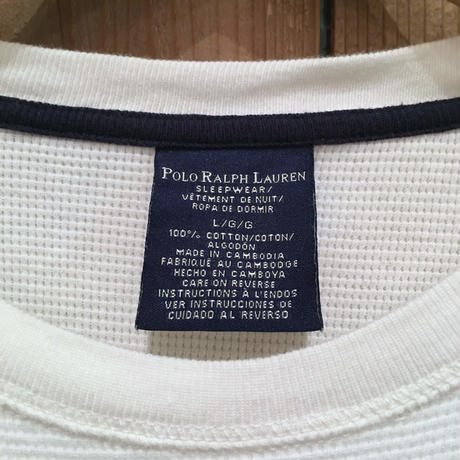 POLO RALPH LAUREN
SLEEPWEAR/
VÊTEMENT DE NUIT/
ROPA DE DORMIR
L/G/G
100% COTTON/COTON/
ALGODÓN
MADE IN CAMBODIA
FABRIQUÉ AU CAMBODGE
HECHO EN CAMBOYA
CARE ON REVERSE
INSTRUCTIONS À L'ENDOS
VER INSTRUCCIONES DE
CUIDADO AL REVERSO